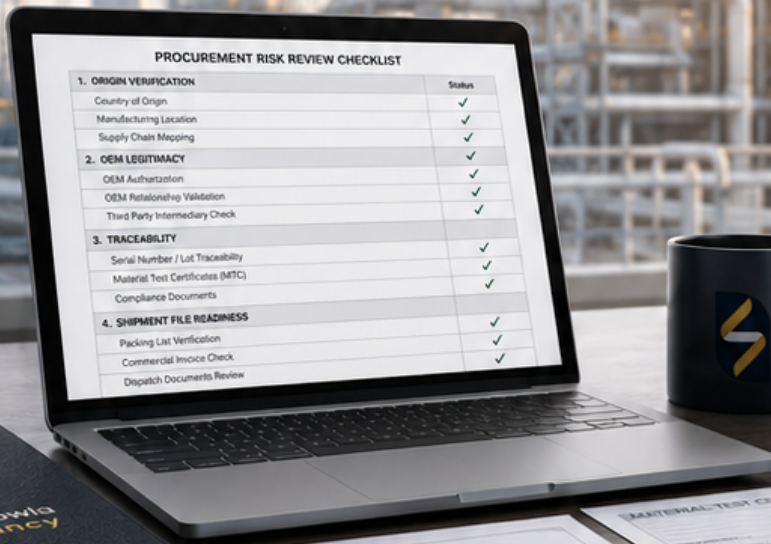 PROCUREMENT RISK REVIEW CHECKLIST
1. ORIGIN VERIFICATION Status
Country of Origin ✓
Manufacturing Location ✓
Supply Chain Mapping ✓
2. OEM LEGITIMACY ✓
OEM Authorization ✓
OEM Relationship Validation ✓
Third Party Intermediary Check ✓
3. TRACEABILITY
Serial Number / Lot Traceability ✓
Material Test Certificates (MTC) ✓
Compliance Documents ✓
4. SHIPMENT FILE READINESS
Packing List Verification ✓
Commercial Invoice Check ✓
Dispatch Documents Review ✓
MATERIAL TEST